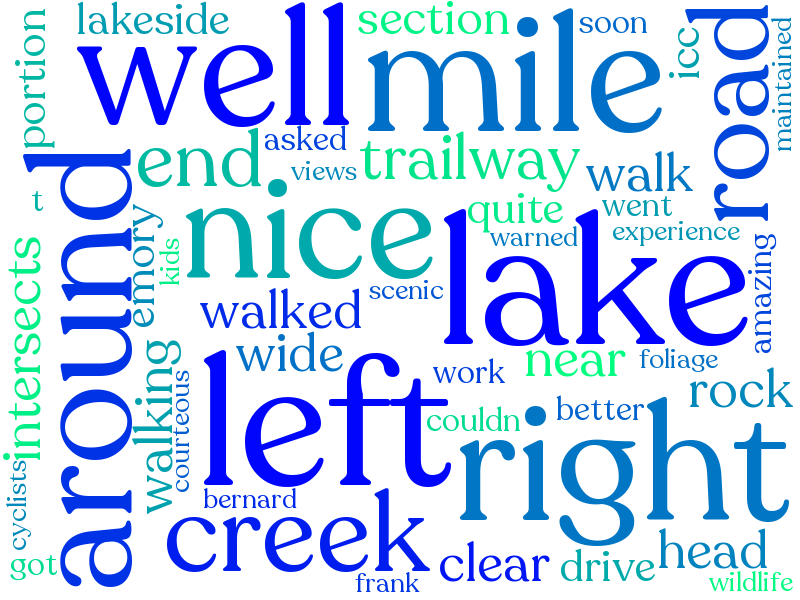 lakeside
section
soon
portion
well
mile
icc
road
maintained
asked
end
views
trailway
walk
t
around
emory
kids
nice
quite
went
warned
experience
intersects
scenic
lake
amazing
walked
wide
near
foliage
walking
courteous
left
work
couldn
better
rock
right
cyclists
bernard
creek
got
clear
drive
head
frank
wildlife